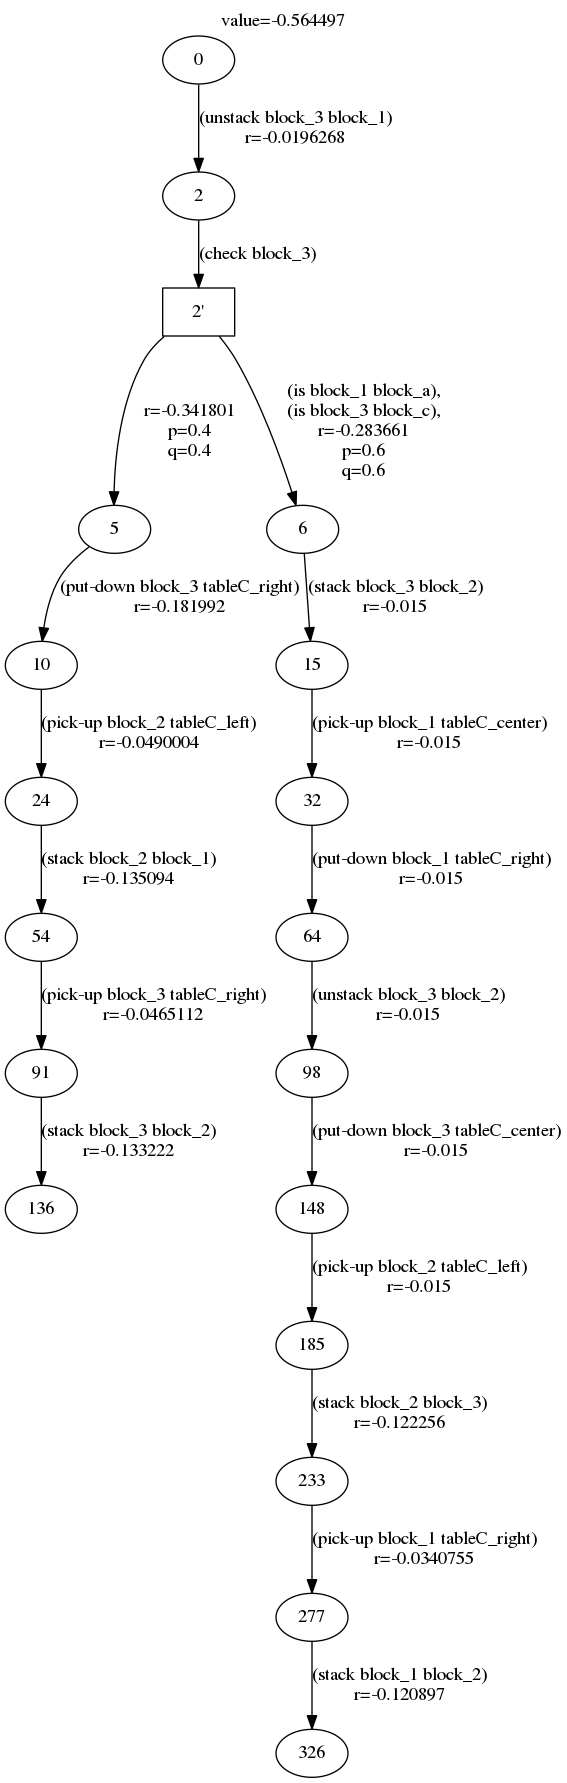 value=-0.564497
0
(unstack block_3 block_1)
r=-0.0196268
2
(check block_3)
2'
r=-0.341801
p=0.4
q=0.4
(is block_1 block_a),
(is block_3 block_c),
r=-0.283661
p=0.6
q=0.6
5
6
(put-down block_3 tableC_right)
r=-0.181992
(stack block_3 block_2)
r=-0.015
10
15
(pick-up block_2 tableC_left)
r=-0.0490004
(pick-up block_1 tableC_center)
r=-0.015
24
32
(stack block_2 block_1)
r=-0.135094
(put-down block_1 tableC_right)
r=-0.015
54
64
(pick-up block_3 tableC_right)
r=-0.0465112
(unstack block_3 block_2)
r=-0.015
91
98
(stack block_3 block_2)
r=-0.133222
(put-down block_3 tableC_center)
r=-0.015
136
148
(pick-up block_2 tableC_left)
r=-0.015
185
(stack block_2 block_3)
r=-0.122256
233
(pick-up block_1 tableC_right)
r=-0.0340755
277
(stack block_1 block_2)
r=-0.120897
326